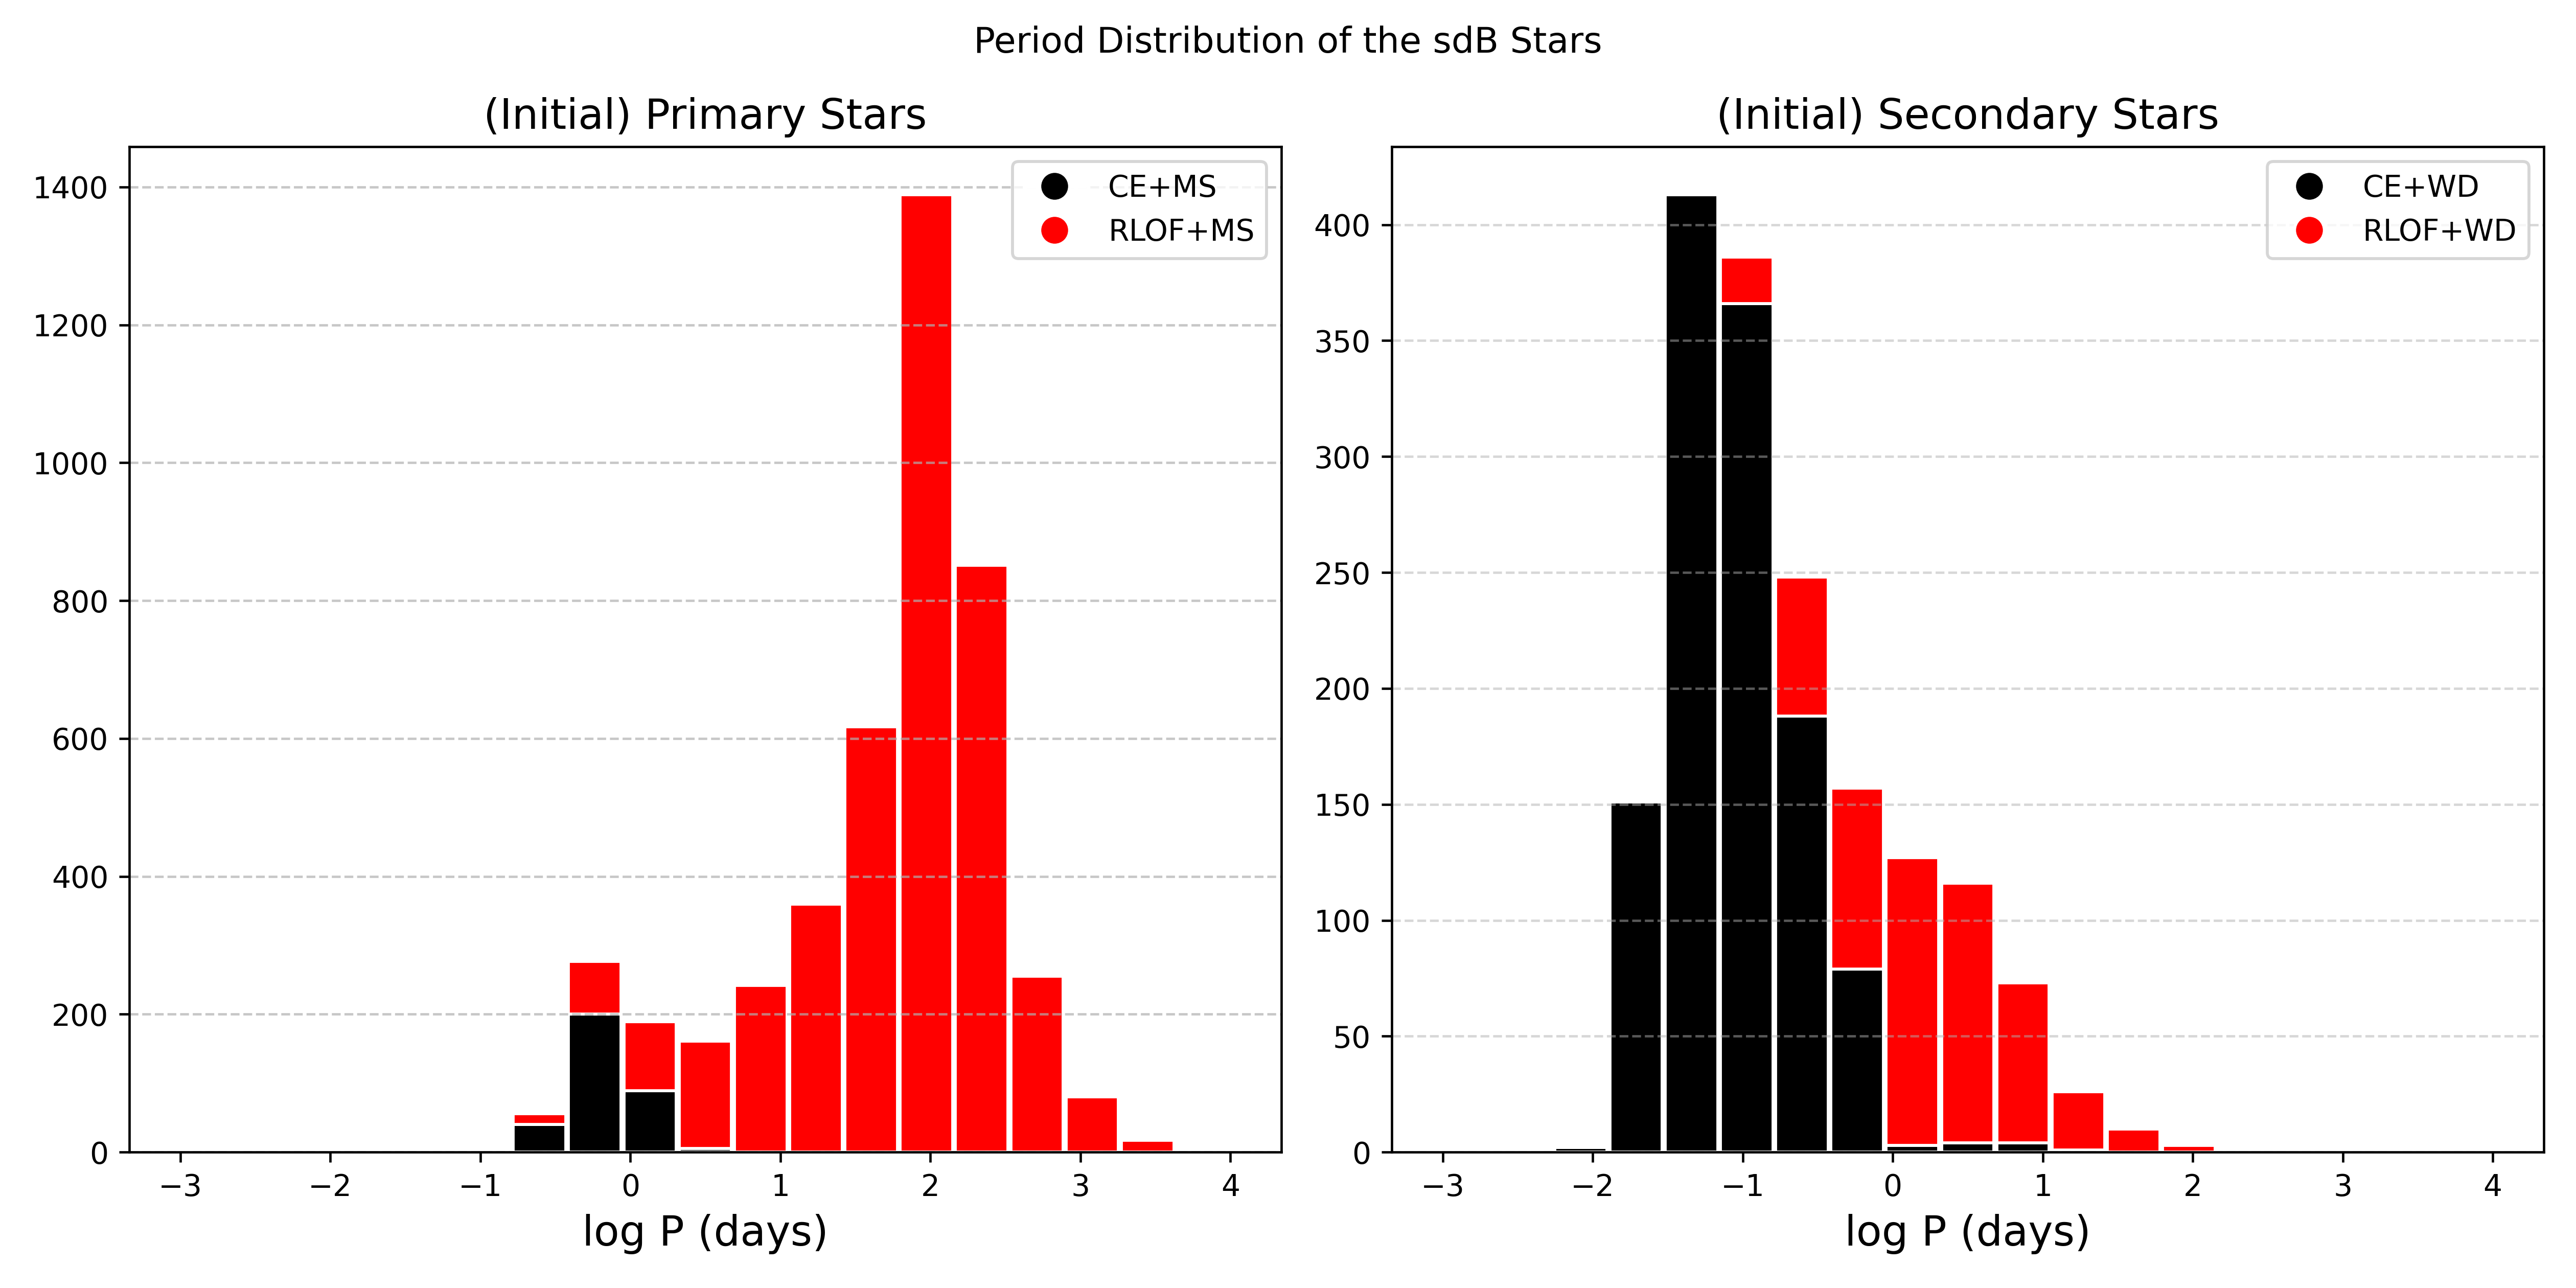 Period Distribution of the sdB Stars
(Initial) Primary Stars
1400
1200
1000
800
600
400
200
0
CE+MS
RLOF+MS
−3 −2 −1 0 1 2 3 4
log P (days)
(Initial) Secondary Stars
400
350
300
250
200
150
100
50
0
CE+WD
RLOF+WD
−3 −2 −1 0 1 2 3 4
log P (days)